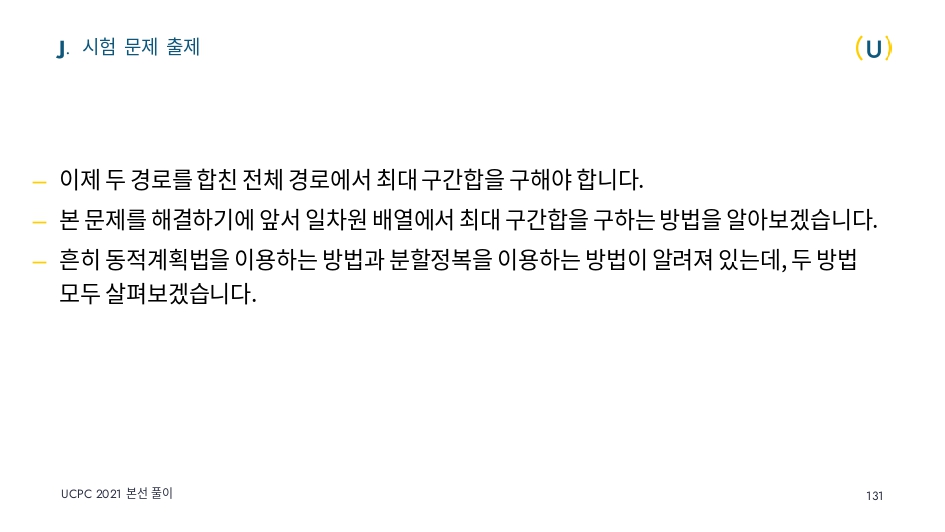 J. 시험 문제 출제
(U)
– 이제 두 경로를 합친 전체 경로에서 최대 구간합을 구해야 합니다.
– 본 문제를 해결하기에 앞서 일차원 배열에서 최대 구간합을 구하는 방법을 알아보겠습니다.
– 흔히 동적계획법을 이용하는 방법과 분할정복을 이용하는 방법이 알려져 있는데, 두 방법
모두 살펴보겠습니다.
UCPC 2021 본선 풀이
131